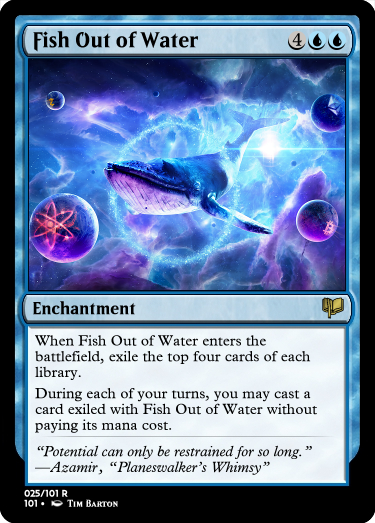 Fish Out of Water 4
Enchantment
When Fish Out of Water enters the
battlefield, exile the top four cards of each
library.
During each of your turns, you may cast a
card exiled with Fish Out of Water without
paying its mana cost.
“Potential can only be restrained for so long.”
—Azamir, “Planeswalker’s Whimsy”
025/101 R
101 • Tim Barton